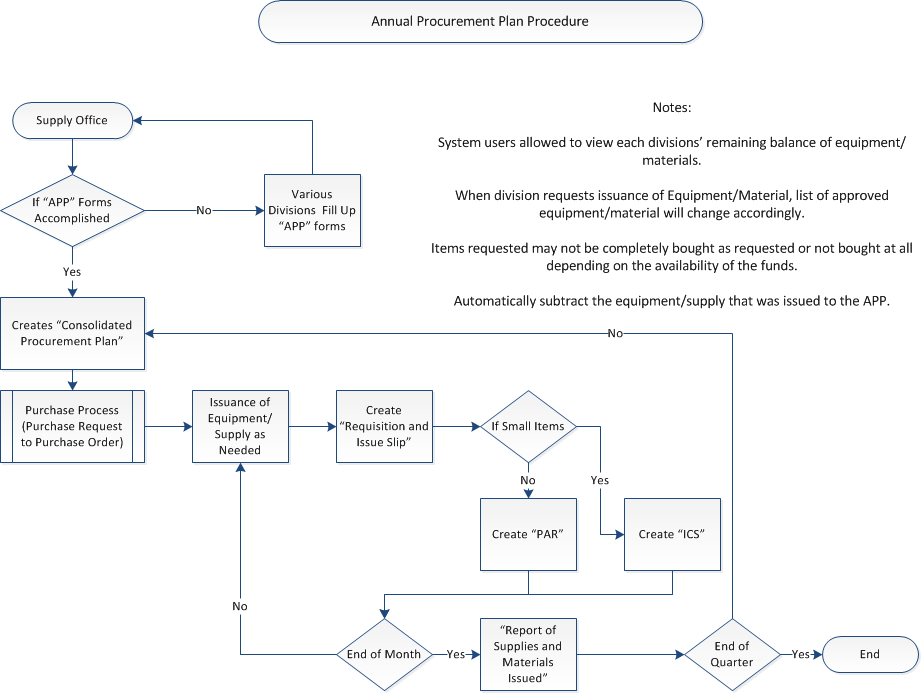 Annual Procurement Plan Procedure
Supply Office
If “APP” Forms
Accomplished
No
Various
Divisions Fill Up
“APP” forms
Yes
Notes:
System users allowed to view each divisions’ remaining balance of equipment/
materials.
When division requests issuance of Equipment/Material, list of approved
equipment/material will change accordingly.
Items requested may not be completely bought as requested or not bought at all
depending on the availability of the funds.
Automatically subtract the equipment/supply that was issued to the APP.
Creates “Consolidated
Procurement Plan”
No
Purchase Process
(Purchase Request
to Purchase Order)
Issuance of
Equipment/
Supply as
Needed
Create
“Requisition and
Issue Slip”
If Small Items
No
Yes
Create “PAR”
Create “ICS”
No
End of Month
Yes
“Report of
Supplies and
Materials
Issued”
End of
Quarter
Yes
End